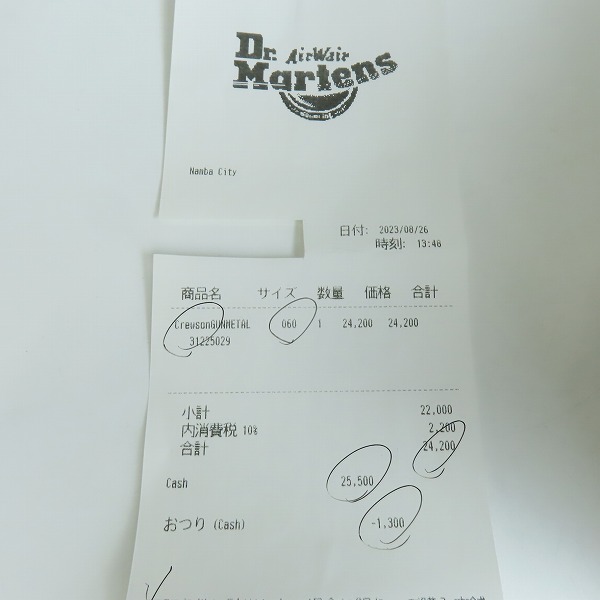 Dr. AirWair
Martens
Namba City
日付: 2023/08/26
時刻: 13:46
商品名 サイズ 数量 価格 合計
CrewsonGUNMETAL 060 1 24,200 24,200
31225029
小計 22,000
内消費税 10% 2,200
合計 24,200
Cash 25,500
おつり (Cash) -1,300